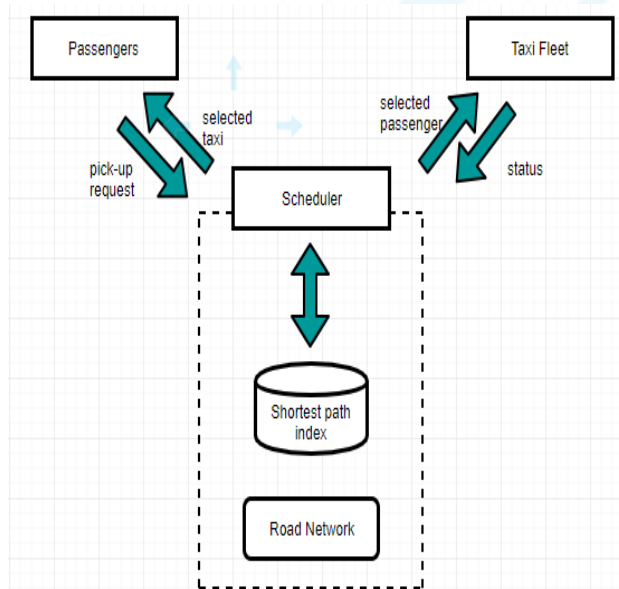 Passengers
Taxi Fleet
selected
taxi
selected
passenger
pick-up
request
status
Scheduler
Shortest path
index
Road Network